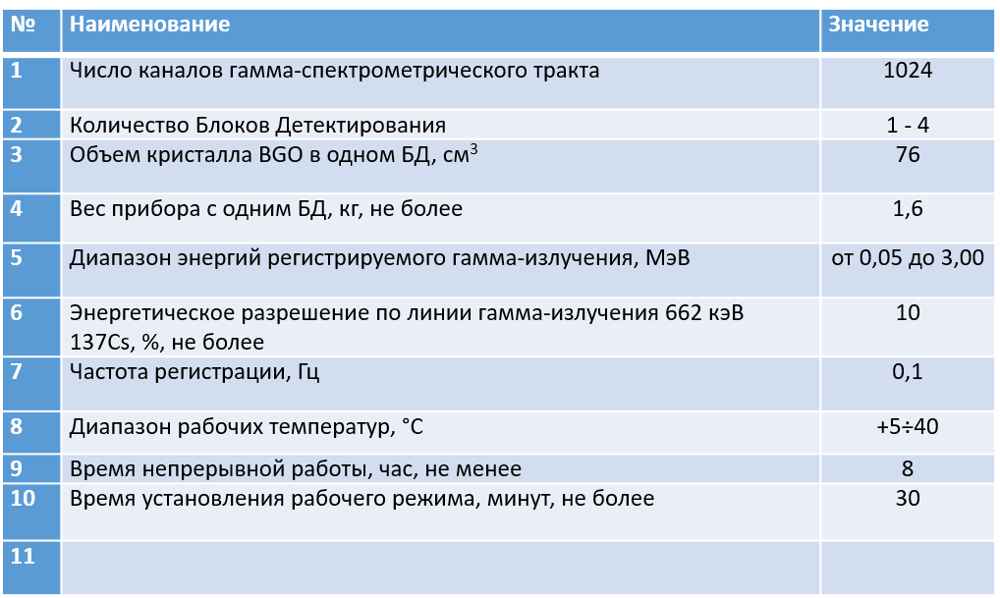 № Наименование Значение
1 Число каналов гамма-спектрометрического тракта 1024
2 Количество Блоков Детектирования 1 - 4
3 Объем кристалла BGO в одном БД, см³ 76
4 Вес прибора с одним БД, кг, не более 1,6
5 Диапазон энергий регистрируемого гамма-излучения, МэВ от 0,05 до 3,00
6 Энергетическое разрешение по линии гамма-излучения 662 кэВ 10
137Cs, %, не более
7 Частота регистрации, Гц 0,1
8 Диапазон рабочих температур, °С +5÷40
9 Время непрерывной работы, час, не менее 8
10 Время установления рабочего режима, минут, не более 30
11